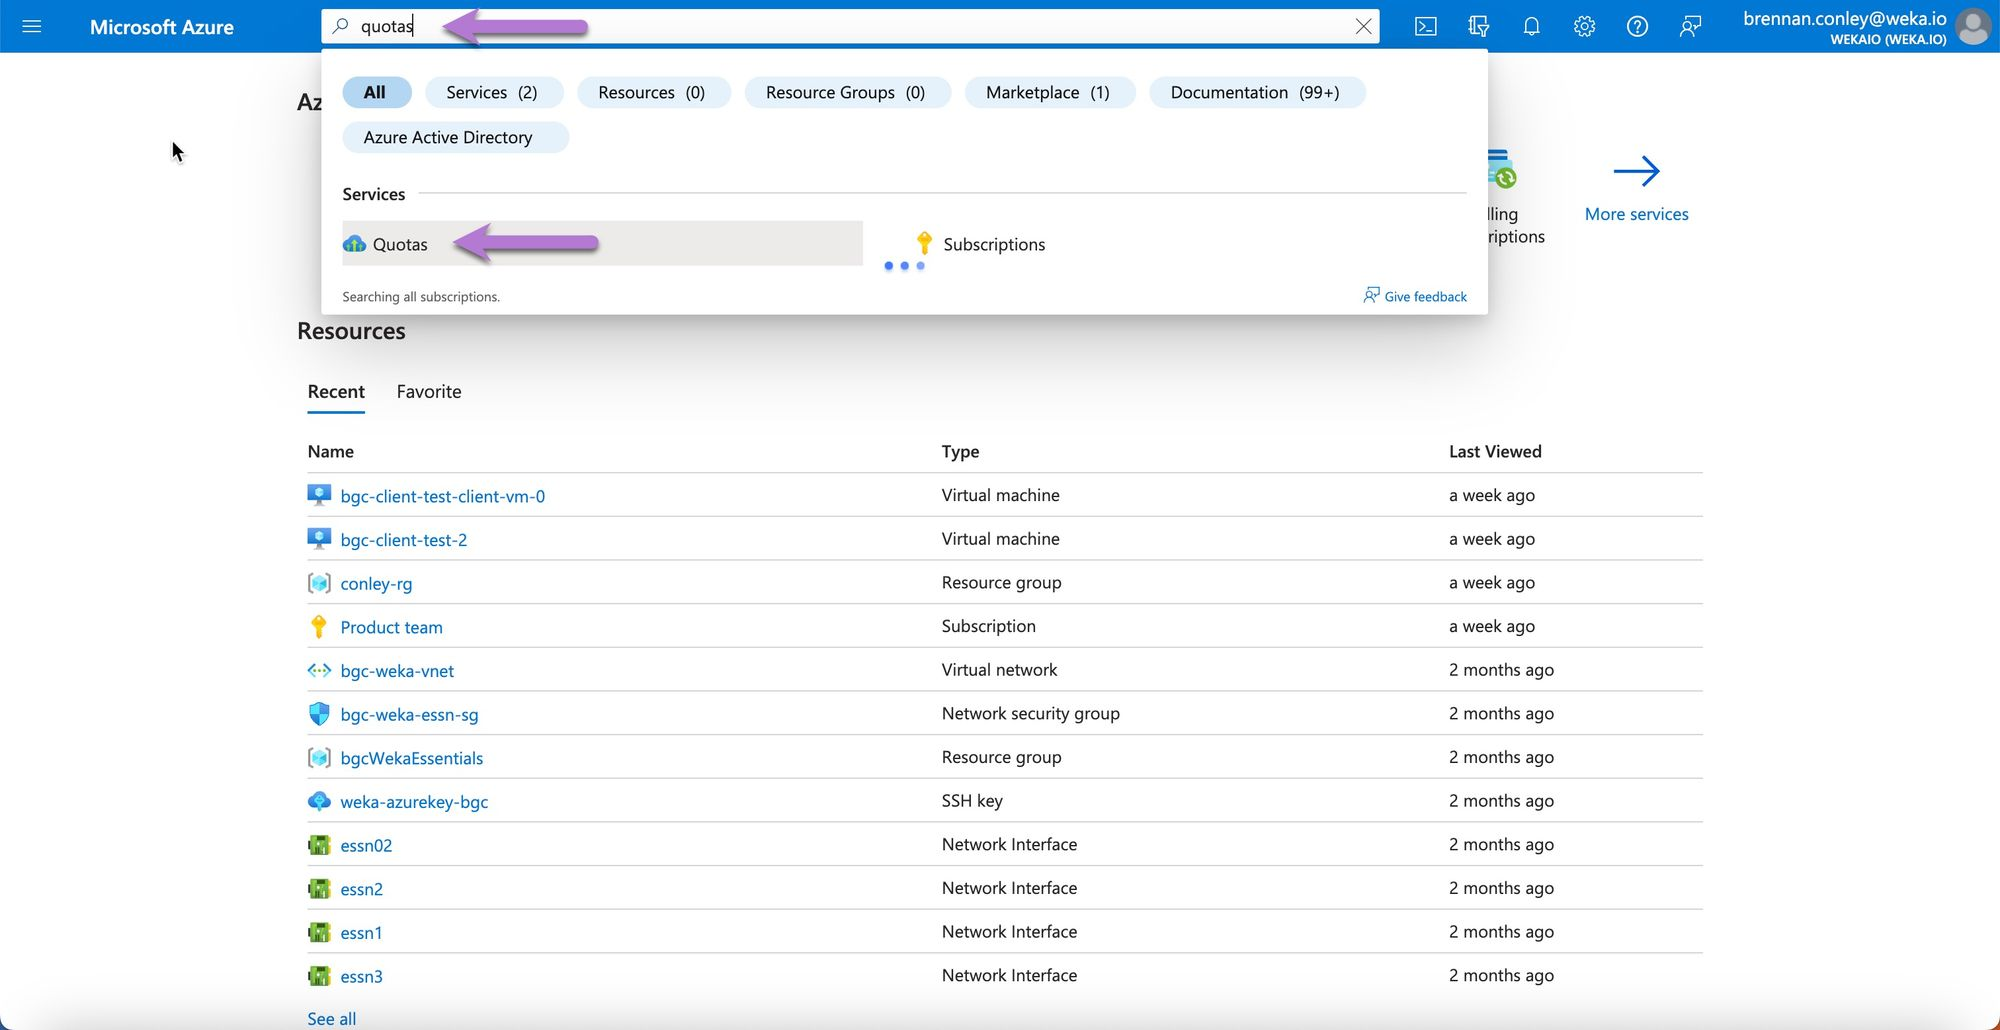 Microsoft Azure
quotas
brennan.conley@weka.io
WEKAIO (WEKA.IO)
All
Services (2)
Resources (0)
Resource Groups (0)
Marketplace (1)
Documentation (99+)
Azure Active Directory
Az
Services
Quotas
Subscriptions
lling
riptions
More services
Searching all subscriptions.
Give feedback
Resources
Recent Favorite
Name Type Last Viewed
bgc-client-test-client-vm-0 Virtual machine a week ago
bgc-client-test-2 Virtual machine a week ago
conley-rg Resource group a week ago
Product team Subscription a week ago
bgc-weka-vnet Virtual network 2 months ago
bgc-weka-essn-sg Network security group 2 months ago
bgcWekaEssentials Resource group 2 months ago
weka-azurekey-bgc SSH key 2 months ago
essn02 Network Interface 2 months ago
essn2 Network Interface 2 months ago
essn1 Network Interface 2 months ago
essn3 Network Interface 2 months ago
See all